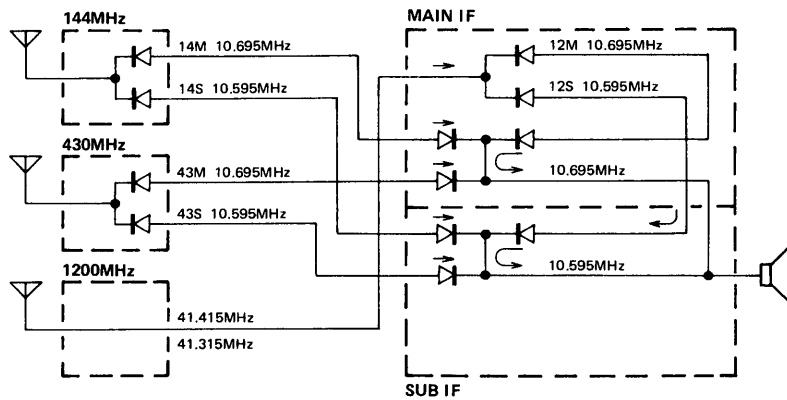 144MHz
14M 10.695MHz
14S 10.595MHz
430MHz
43M 10.695MHz
43S 10.595MHz
1200MHz
41.415MHz
41.315MHz
MAIN IF
12M 10.695MHz
12S 10.595MHz
10.695MHz
10.595MHz
SUB IF